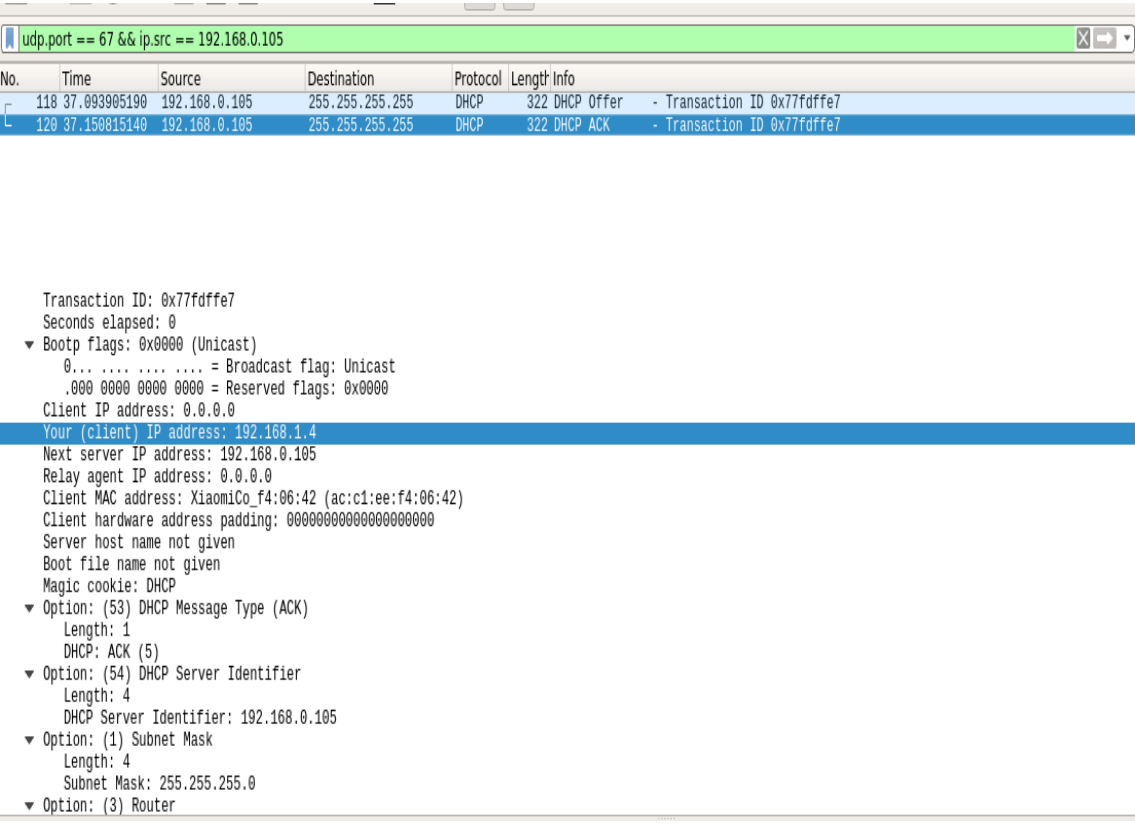 udp.port == 67 && ip.src == 192.168.0.105
No. Time Source Destination Protocol Length Info
118 37.093905190 192.168.0.105 255.255.255.255 DHCP 322 DHCP Offer - Transaction ID 0x77fdffe7
120 37.150815140 192.168.0.105 255.255.255.255 DHCP 322 DHCP ACK - Transaction ID 0x77fdffe7
Transaction ID: 0x77fdffe7
Seconds elapsed: 0
Bootp flags: 0x0000 (Unicast)
0... .... .... .... = Broadcast flag: Unicast
.000 0000 0000 0000 = Reserved flags: 0x0000
Client IP address: 0.0.0.0
Your (client) IP address: 192.168.1.4
Next server IP address: 192.168.0.105
Relay agent IP address: 0.0.0.0
Client MAC address: XiaomiCo_f4:06:42 (ac:c1:ee:f4:06:42)
Client hardware address padding: 00000000000000000000
Server host name not given
Boot file name not given
Magic cookie: DHCP
Option: (53) DHCP Message Type (ACK)
Length: 1
DHCP: ACK (5)
Option: (54) DHCP Server Identifier
Length: 4
DHCP Server Identifier: 192.168.0.105
Option: (1) Subnet Mask
Length: 4
Subnet Mask: 255.255.255.0
Option: (3) Router